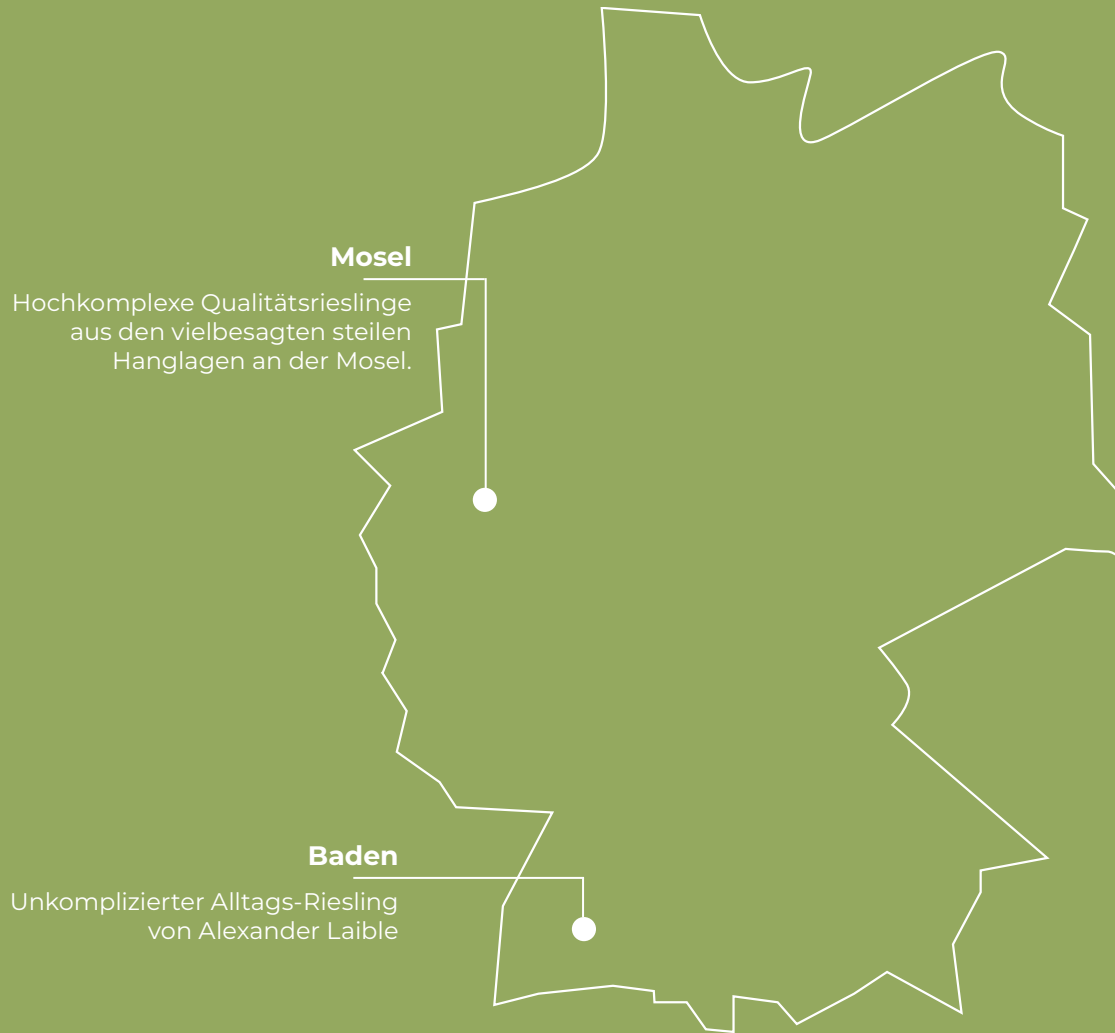 Mosel
Hochkomplexe Qualitätsrieslinge
aus den vielbesagten steilen
Hanglagen an der Mosel.
Baden
Unkomplizierter Alltags-Riesling
von Alexander Laible